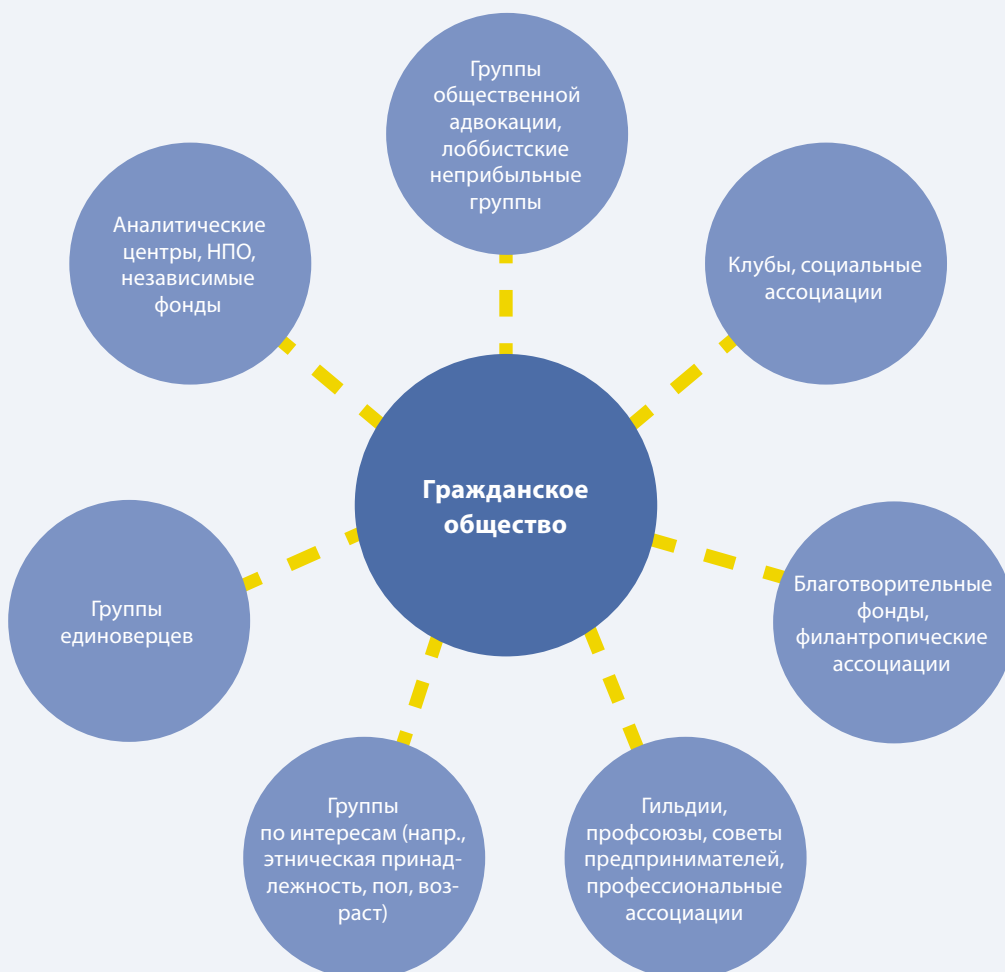 Группы
общественной
адвокации,
лоббистские
неприбыльные
группы
Аналитические
центры, НПО,
независимые
фонды
Клубы, социальные
ассоциации
Гражданское
общество
Группы
единоверцев
Благотворительные
фонды,
филантропические
ассоциации
Группы
по интересам (напр.,
этническая принад-
лежность, пол, воз-
раст)
Гильдии,
профсоюзы, советы
предпринимателей,
профессиональные
ассоциации